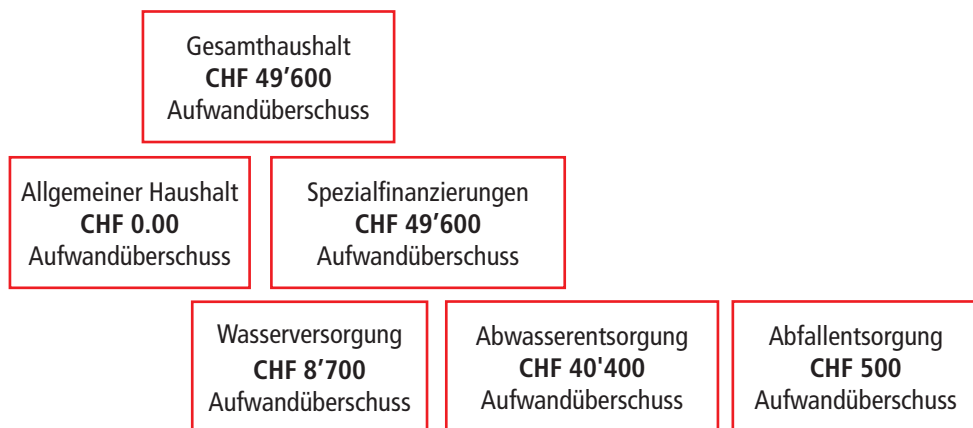 Gesamthaushalt
CHF 49’600
Aufwandüberschuss
Allgemeiner Haushalt
CHF 0.00
Aufwandüberschuss
Spezialfinanzierungen
CHF 49’600
Aufwandüberschuss
Wasserversorgung
CHF 8’700
Aufwandüberschuss
Abwasserentsorgung
CHF 40'400
Aufwandüberschuss
Abfallentsorgung
CHF 500
Aufwandüberschuss